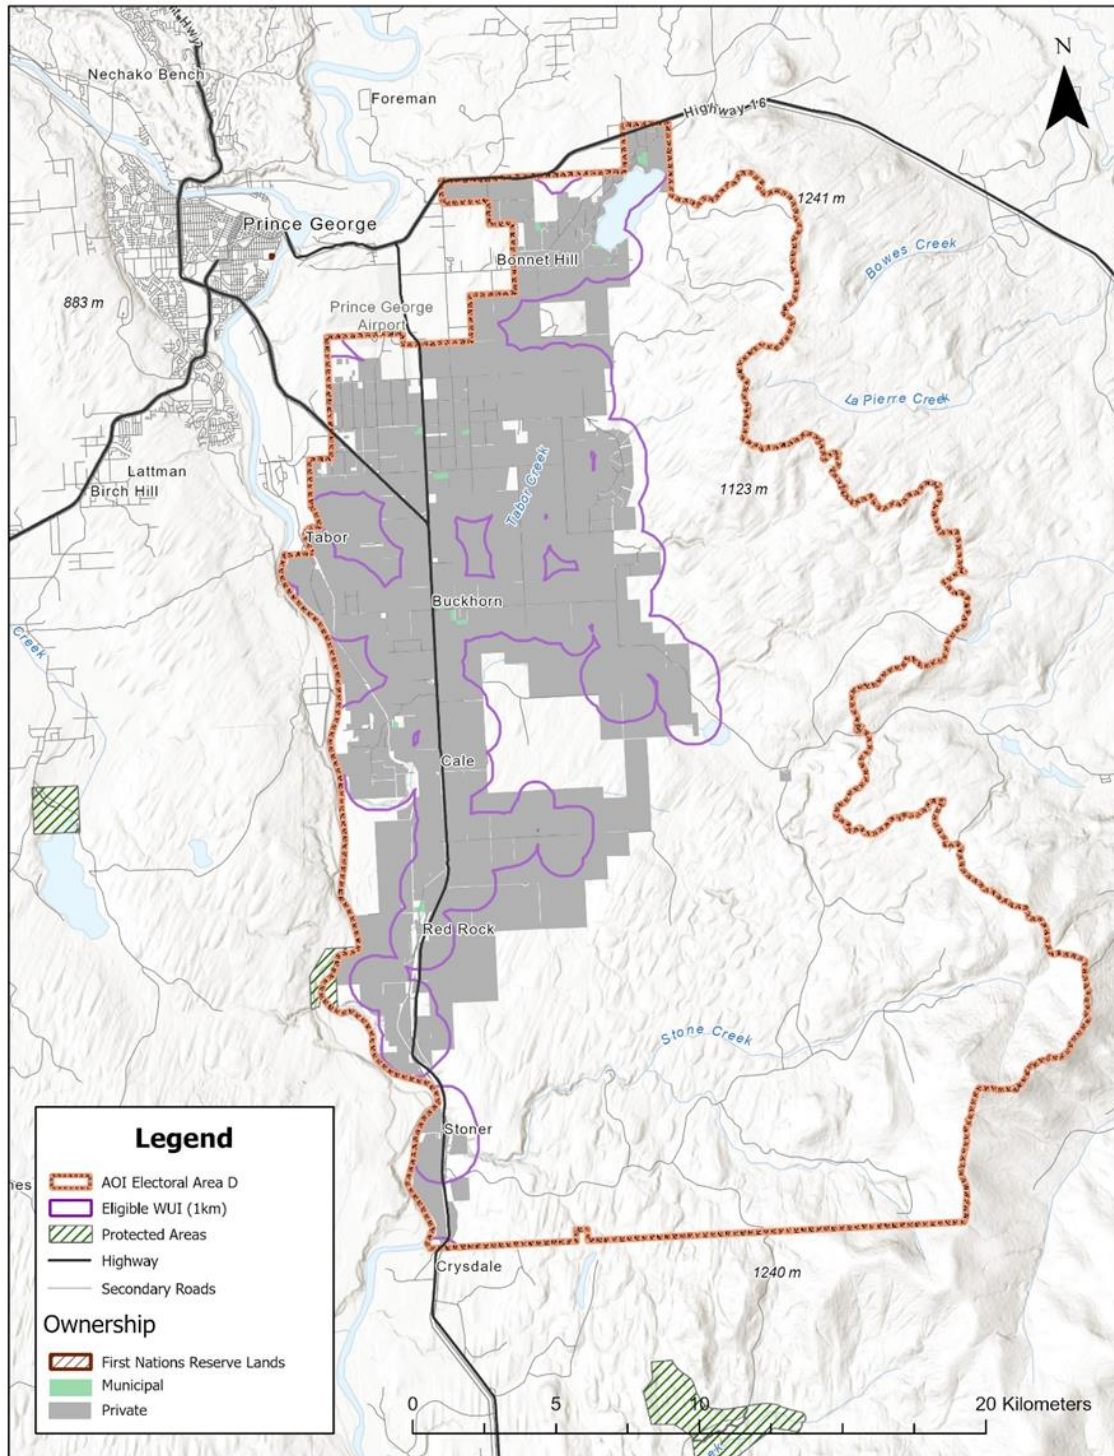 Hwy
Nechako Bench
Foreman
Highway 16
N
1241 m
Prince George
Bowes Creek
Bonnet Hill
883 m
Prince George
Airport
La Pierre Creek
Lattman
Birch Hill
1123 m
Tabor Creek
Tabor
Buckhorn
Creek
Cale
Red Rock
Stone Creek
Stoner
Legend
AOI Electoral Area D
Eligible WUI (1km)
Protected Areas
Highway
Secondary Roads
Ownership
First Nations Reserve Lands
Municipal
Private
Crysdale
1240 m
0 5 10 20 Kilometers